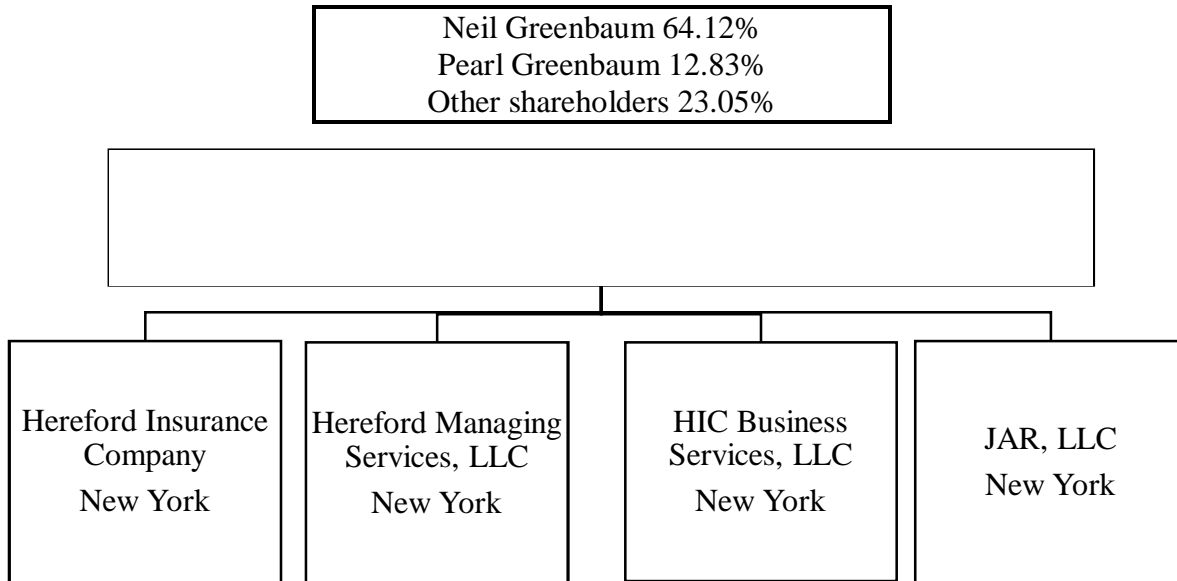 Neil Greenbaum 64.12%
Pearl Greenbaum 12.83%
Other shareholders 23.05%
Hereford Insurance
Company
New York
Hereford Managing
Services, LLC
New York
HIC Business
Services, LLC
New York
JAR, LLC
New York